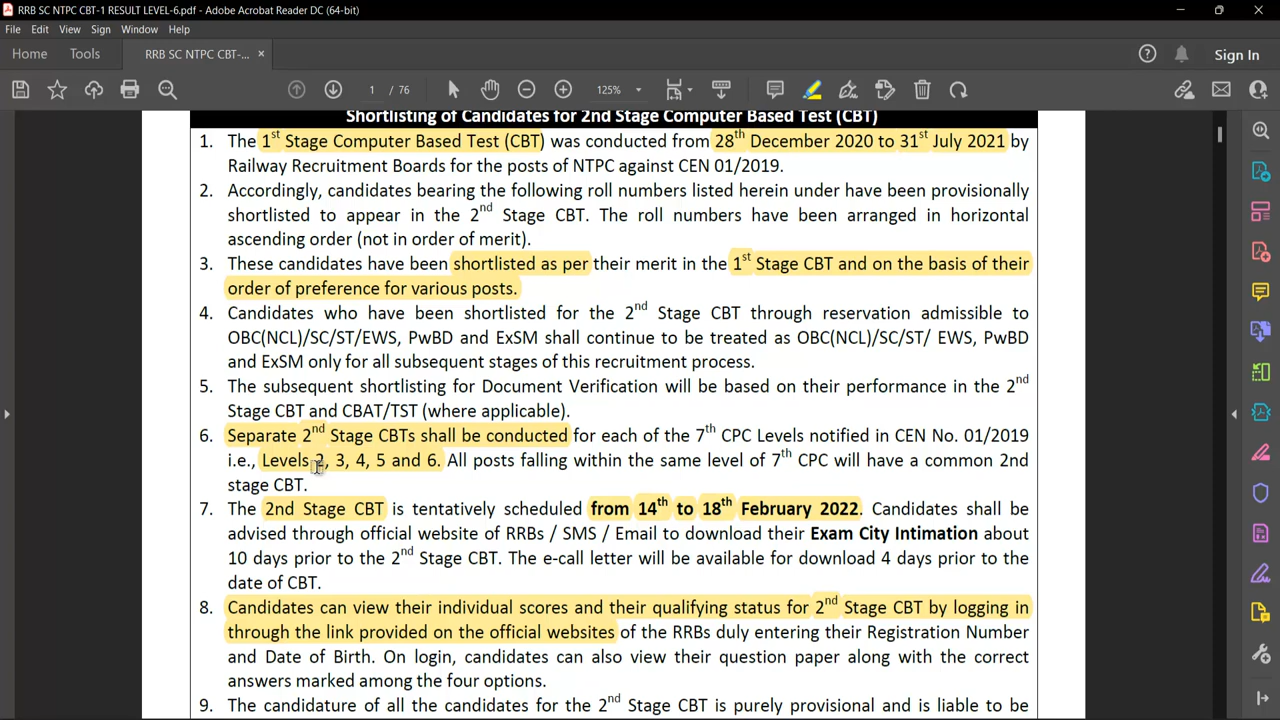 RRB SC NTPC CBT-1 RESULT LEVEL-6.pdf - Adobe Acrobat Reader DC (64-bit)
File Edit View Sign Window Help
Home Tools RRB SC NTPC CBT-... × Sign In
1 / 76 125%
Shortlisting of Candidates for 2nd Stage Computer Based Test (CBT)
1. The 1st Stage Computer Based Test (CBT) was conducted from 28th December 2020 to 31st July 2021 by
Railway Recruitment Boards for the posts of NTPC against CEN 01/2019.
2. Accordingly, candidates bearing the following roll numbers listed herein under have been provisionally
shortlisted to appear in the 2nd Stage CBT. The roll numbers have been arranged in horizontal
ascending order (not in order of merit).
3. These candidates have been shortlisted as per their merit in the 1st Stage CBT and on the basis of their
order of preference for various posts.
4. Candidates who have been shortlisted for the 2nd Stage CBT through reservation admissible to
OBC(NCL)/SC/ST/EWS, PwBD and ExSM shall continue to be treated as OBC(NCL)/SC/ST/ EWS, PwBD
and ExSM only for all subsequent stages of this recruitment process.
5. The subsequent shortlisting for Document Verification will be based on their performance in the 2nd
Stage CBT and CBAT/TST (where applicable).
6. Separate 2nd Stage CBTs shall be conducted for each of the 7th CPC Levels notified in CEN No. 01/2019
i.e., Levels 2, 3, 4, 5 and 6. All posts falling within the same level of 7th CPC will have a common 2nd
stage CBT.
7. The 2nd Stage CBT is tentatively scheduled from 14th to 18th February 2022. Candidates shall be
advised through official website of RRBs / SMS / Email to download their Exam City Intimation about
10 days prior to the 2nd Stage CBT. The e-call letter will be available for download 4 days prior to the
date of CBT.
8. Candidates can view their individual scores and their qualifying status for 2nd Stage CBT by logging in
through the link provided on the official websites of the RRBs duly entering their Registration Number
and Date of Birth. On login, candidates can also view their question paper along with the correct
answers marked among the four options.
9. The candidature of all the candidates for the 2nd Stage CBT is purely provisional and is liable to be